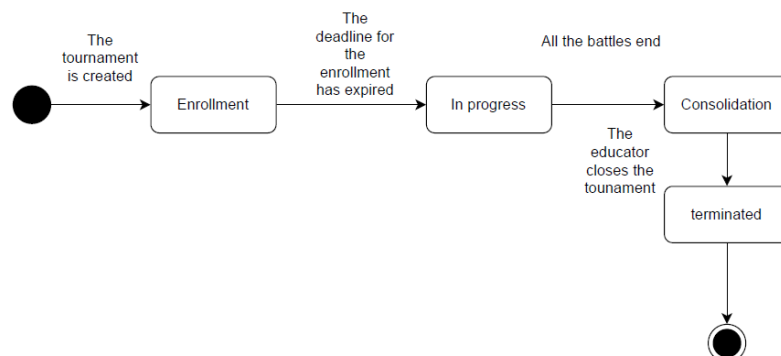 The
tournament
is created
Enrollment
The
deadline for
the
enrollment
has expired
In progress
All the battles end
Consolidation
The
educator
closes the
tounament
terminated